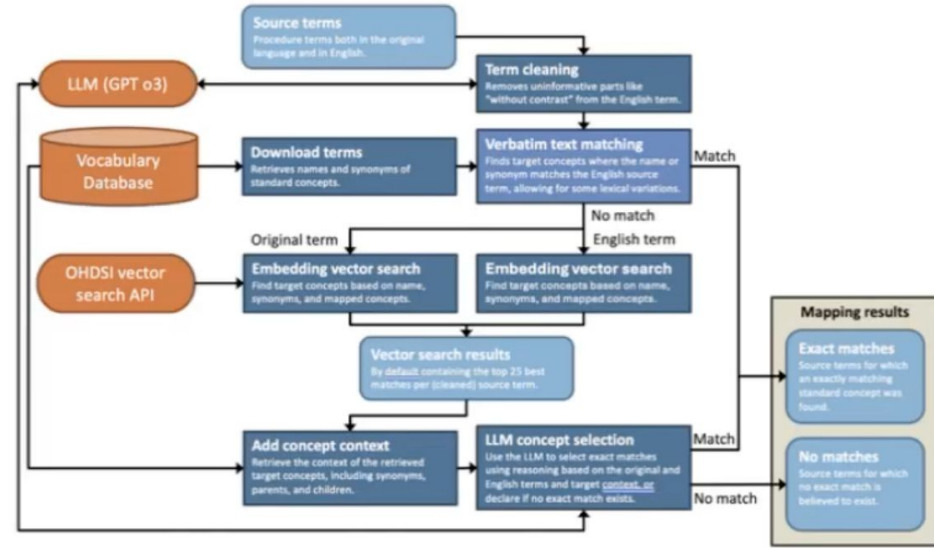 Source terms
Procedure terms both in the original
language and in English.
LLM (GPT o3)
Term cleaning
Removes uninformative parts like
"without contrast" from the English term.
Vocabulary
Database
Download terms
Retrieves names and synonyms of
standard concepts.
Verbatim text matching
Finds target concepts where the name or
synonym matches the English source
term, allowing for some lexical variations.
Match
No match
Original term
English term
OHDSI vector
search API
Embedding vector search
Find target concepts based on name,
synonyms, and mapped concepts.
Embedding vector search
Find target concepts based on name,
synonyms, and mapped concepts.
Vector search results
By default containing the top 25 best
matches per (cleaned) source term.
Mapping results
Exact matches
Source terms for which
an exactly matching
standard concept was
found.
Add concept context
Retrieve the context of the retrieved
target concepts, including synonyms,
parents, and children.
LLM concept selection
Use the LLM to select exact matches
using reasoning based on the original and
English terms and target context, or
declare if no exact match exists.
Match
No match
No matches
Source terms for which
no exact match is
believed to exist.